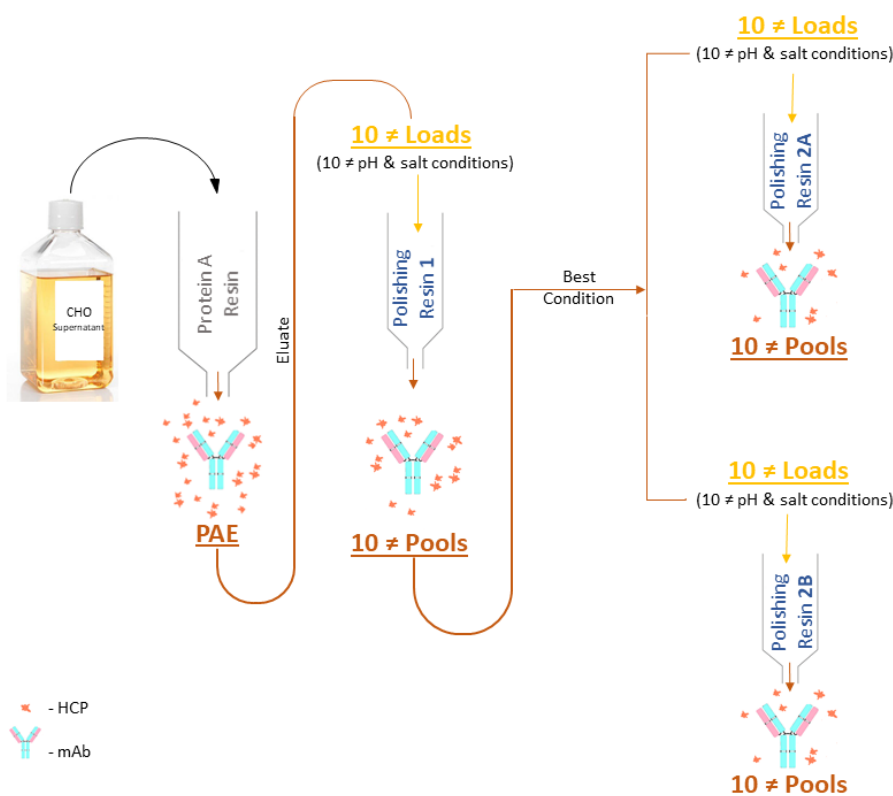 CHO
Supernatant
Protein A
Resin
PAE
Eluate
10 ≠ Loads
(10 ≠ pH & salt conditions)
Polishing
Resin 1
10 ≠ Pools
Best
Condition
10 ≠ Loads
(10 ≠ pH & salt conditions)
Polishing
Resin 2A
10 ≠ Pools
10 ≠ Loads
(10 ≠ pH & salt conditions)
Polishing
Resin 2B
10 ≠ Pools
- HCP
- mAb